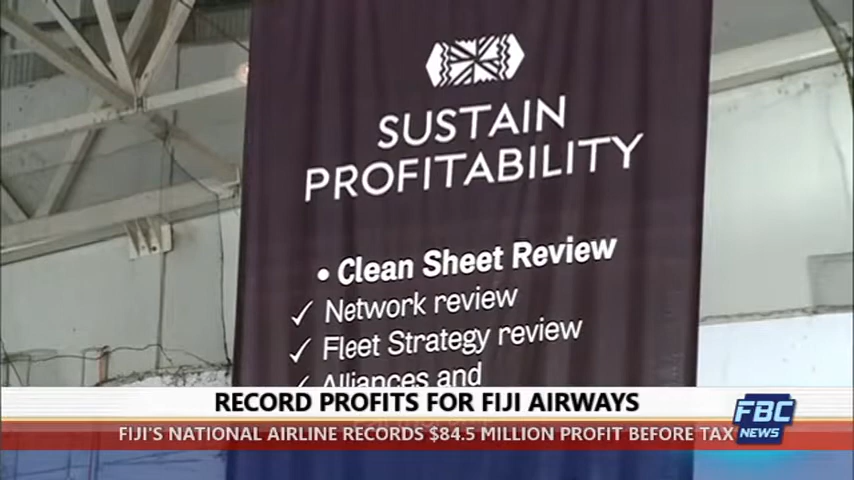 SUSTAIN
PROFITABILITY
• Clean Sheet Review
✓ Network review
✓ Fleet Strategy review
✓ Alliances and
RECORD PROFITS FOR FIJI AIRWAYS
FIJI'S NATIONAL AIRLINE RECORDS $84.5 MILLION PROFIT BEFORE TAX
FBC
NEWS